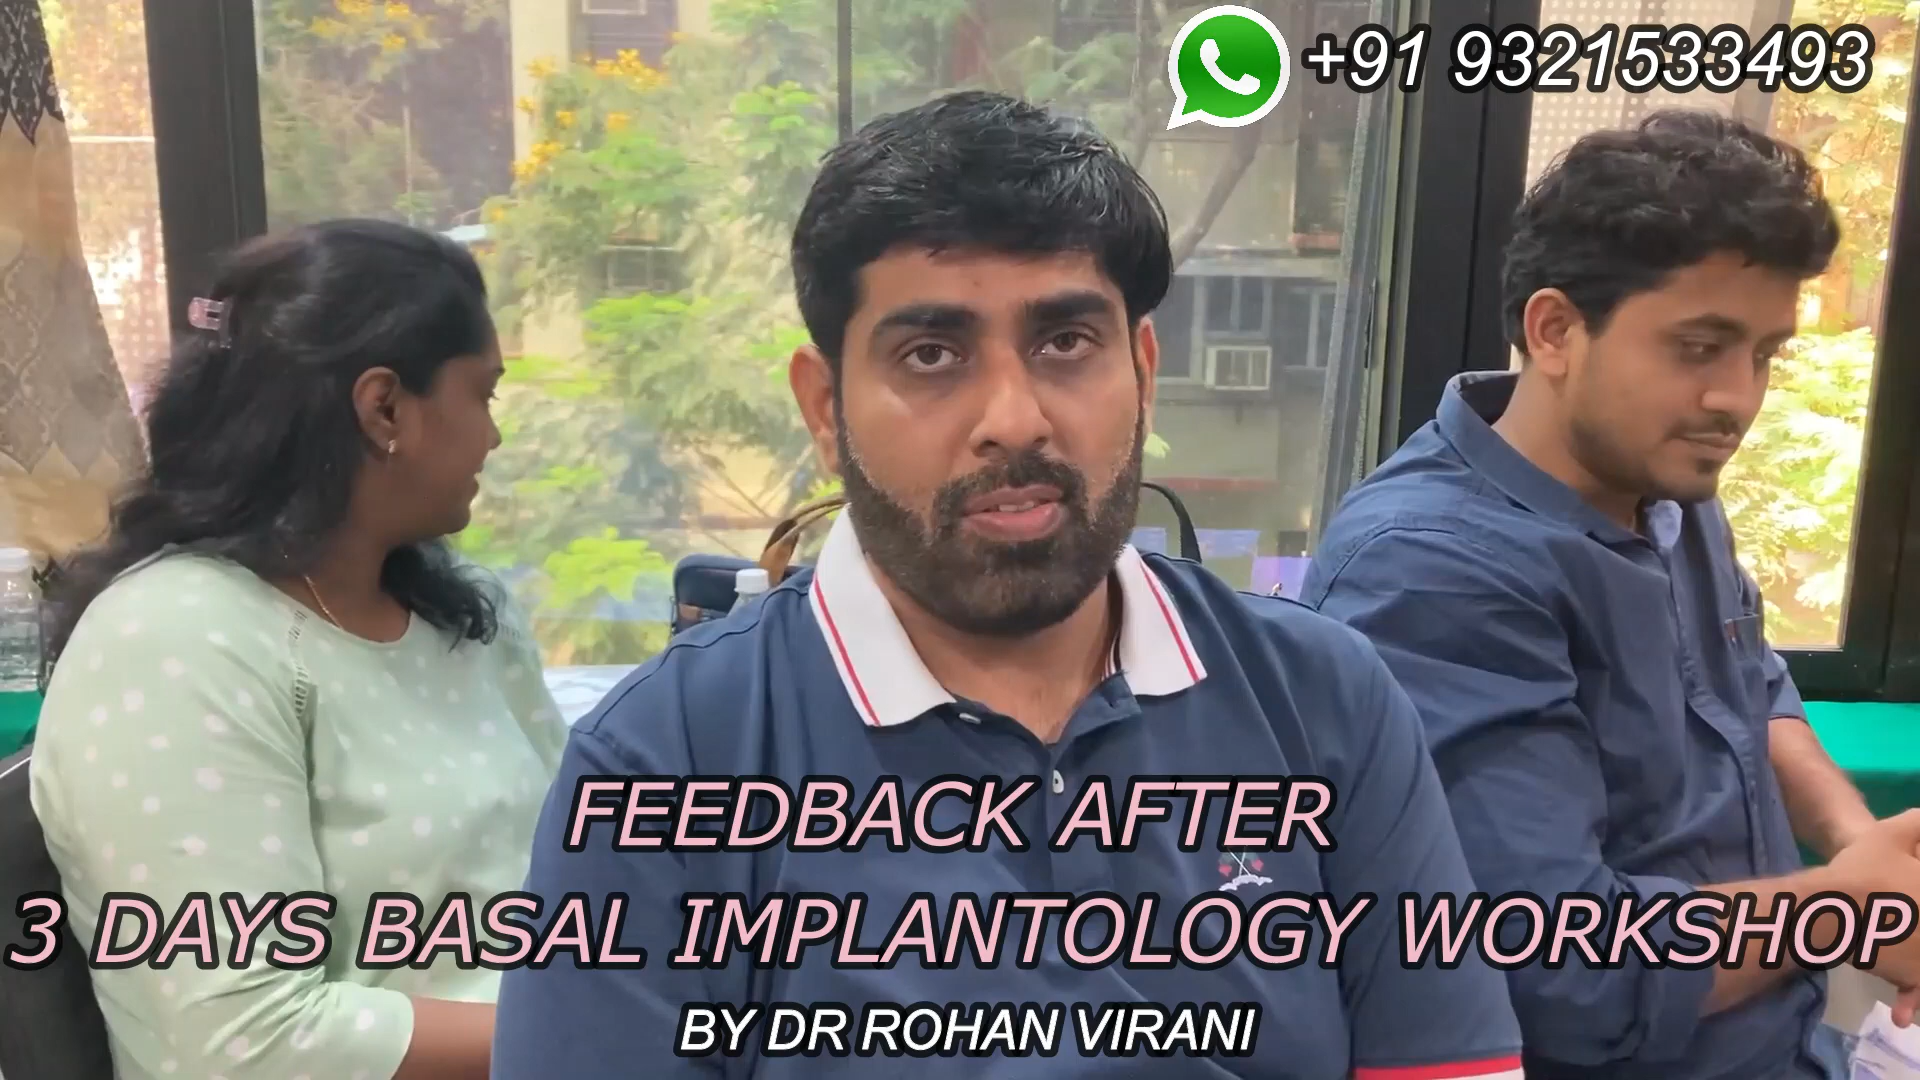 +91 9321533493
FEEDBACK AFTER
3 DAYS BASAL IMPLANTOLOGY WORKSHOP
BY DR ROHAN VIRANI